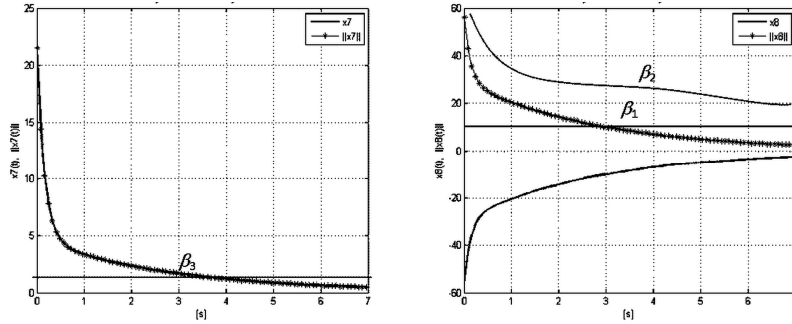 25
20
15
10
5
0
x7(t), ||x7(t)||
x7
||x7||
β3
0 1 2 3 4 5 6 7
[s]
60
40
20
0
-20
-40
-60
x8(t), ||x8(t)||
x8
||x8||
β2
β1
0 1 2 3 4 5 6
[s]